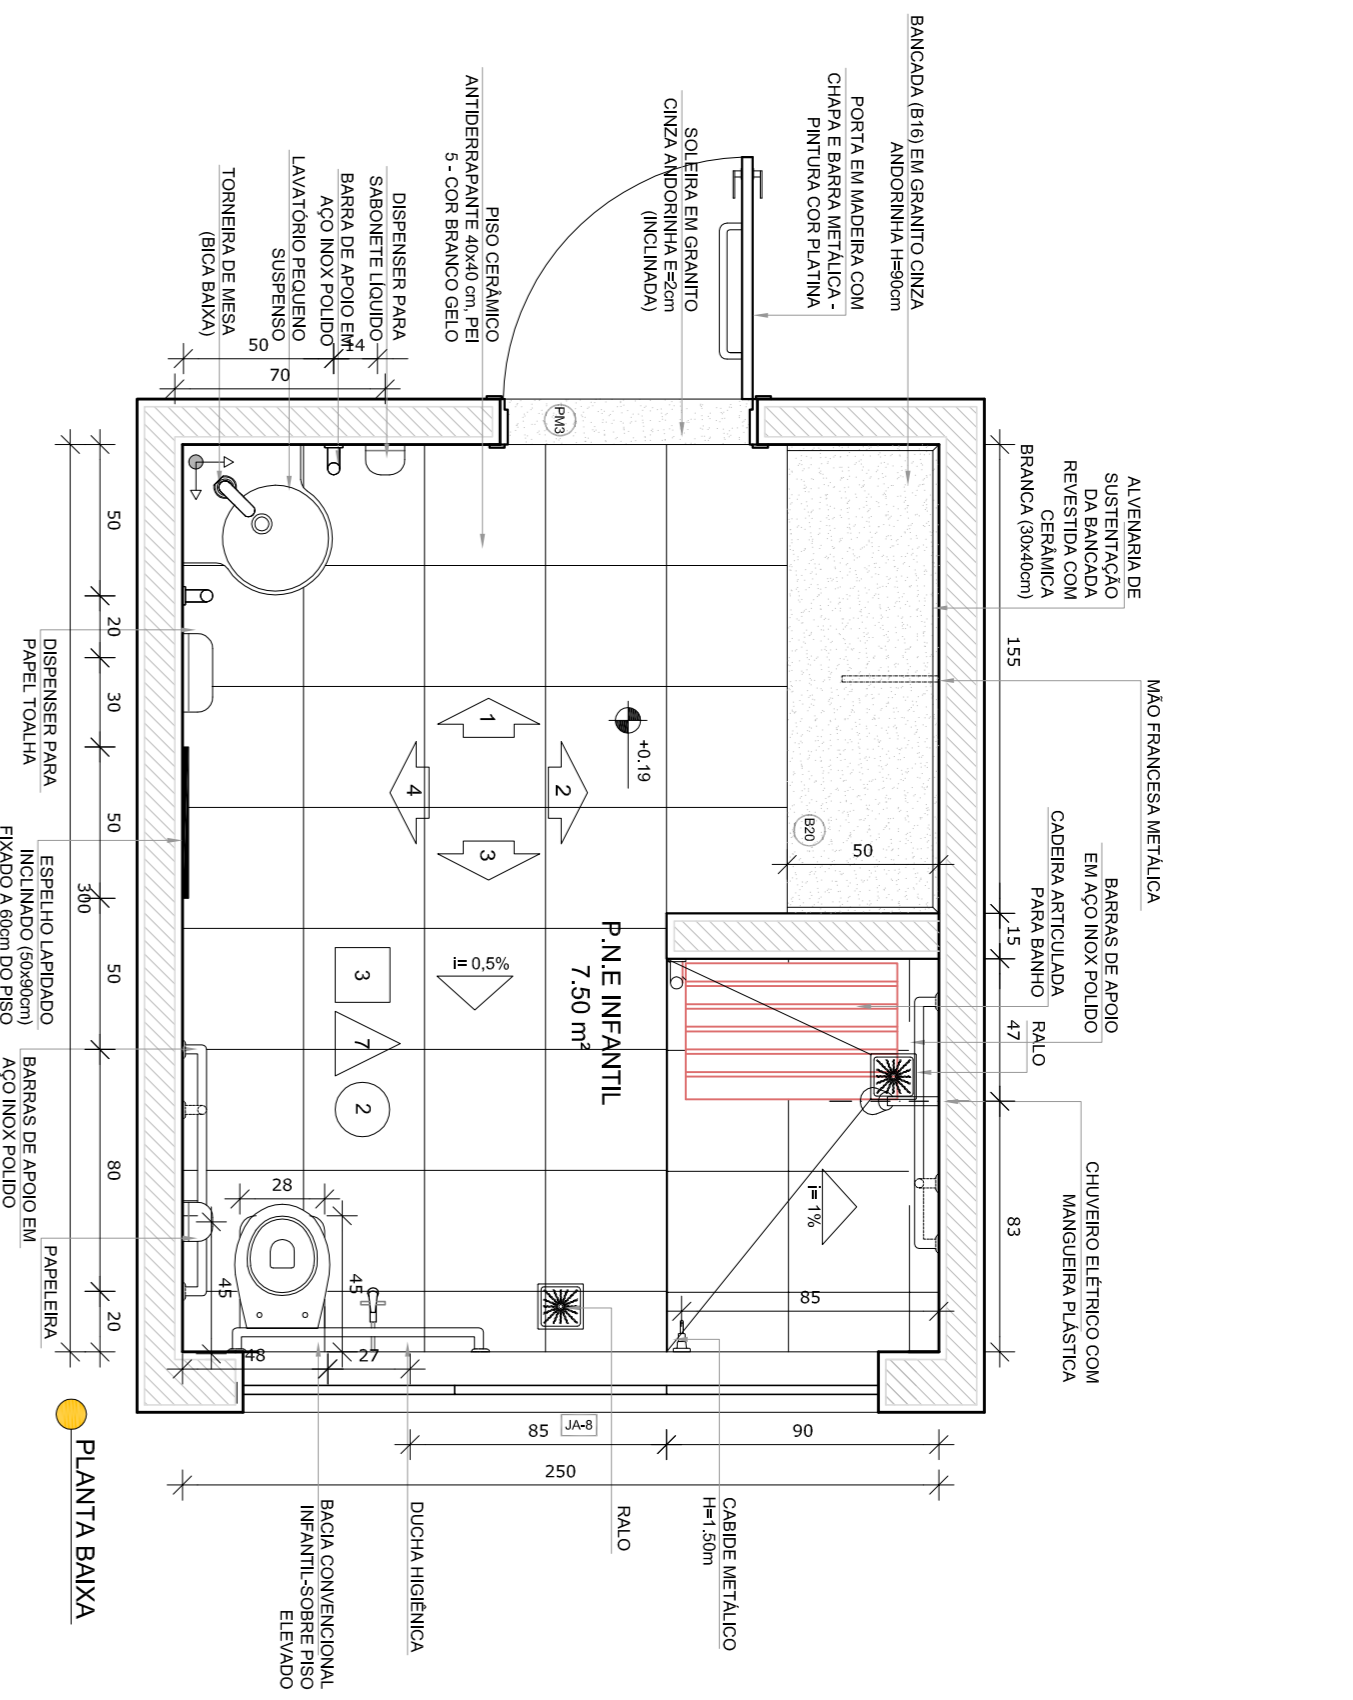 BANCADA (B16) EM GRANITO CINZA
ANDORINHA H=90cm
PORTA EM MADEIRA COM
CHAPA E BARRA METÁLICA -
PINTURA COR PLATINA
SOLEIRA EM GRANITO
CINZA ANDORINHA E=2cm
(INCLINADA)
PISO CERÂMICO
ANTIDERRAPANTE 40x40 cm, PEI
5 - COR BRANCO GELO
DISPENSER PARA
SABONETE LÍQUIDO
BARRA DE APOIO EM
AÇO INOX POLIDO
LAVATÓRIO PEQUENO
SUSPENSO
TORNEIRA DE MESA
(BICA BAIXA)
50
14
70
PM3
ALVENARIA DE
SUSTENTAÇÃO
DA BANCADA
REVESTIDA COM
CERÂMICA
BRANCA (30x40cm)
MÃO FRANCESA METÁLICA
CADEIRA ARTICULADA
PARA BANHO
BARRAS DE APOIO
EM AÇO INOX POLIDO
RALO
CHUVEIRO ELÉTRICO COM
MANGUEIRA PLÁSTICA
155
15
47
83
B20
50
+0.19
1
2
3
4
P.N.E INFANTIL
7.50 m²
i= 0,5%
3
7
2
i= 1%
28
45
45
85
48
27
50
20
30
50
50
80
20
300
DISPENSER PARA
PAPEL TOALHA
ESPELHO LAPIDADO
INCLINADO (50x90cm)
FIXADO A 60cm DO PISO
BARRAS DE APOIO EM
AÇO INOX POLIDO
PAPELEIRA
JA-8
85
90
250
CABIDE METÁLICO
H=1.50m
RALO
DUCHA HIGIÊNICA
BACIA CONVENCIONAL
INFANTIL-SOBRE PISO
ELEVADO
PLANTA BAIXA